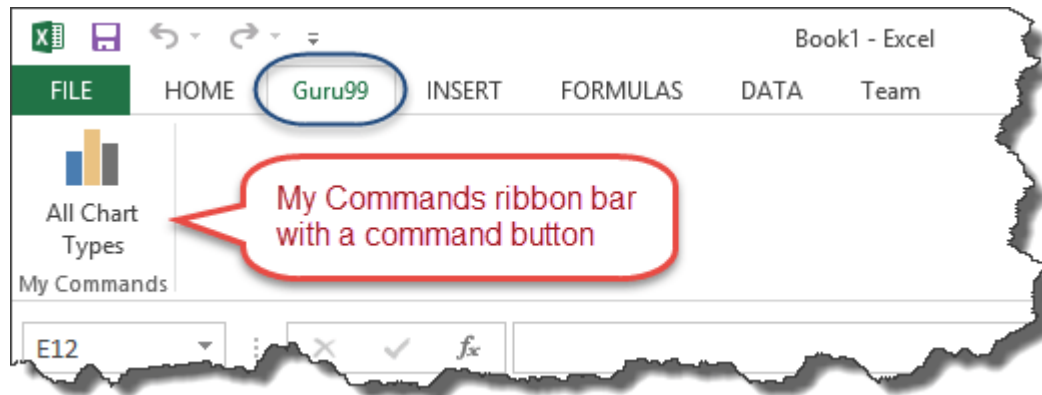 Book1 - Excel
FILE HOME Guru99 INSERT FORMULAS DATA Team
All Chart
Types
My Commands
My Commands ribbon bar
with a command button
E12 fx